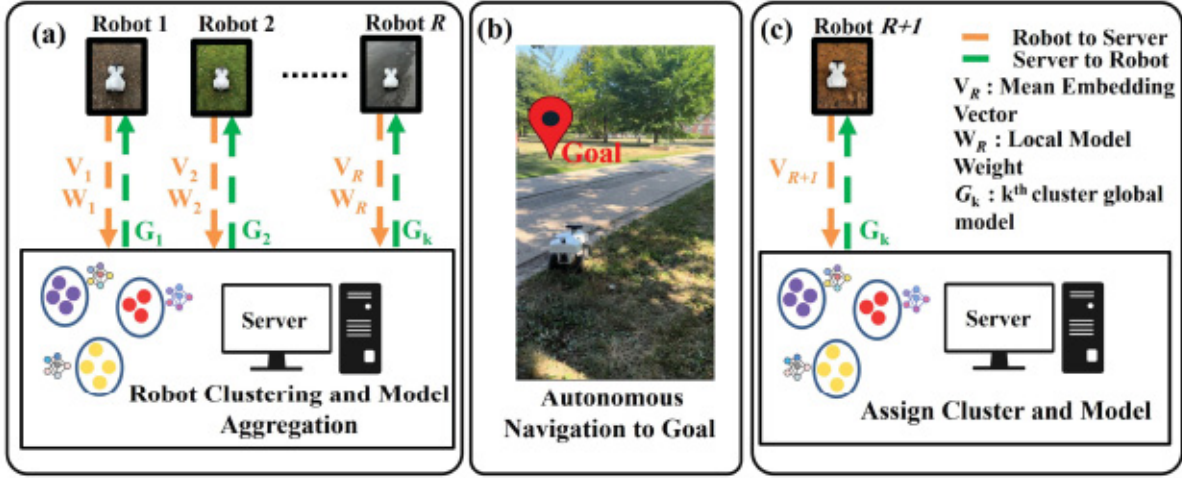 (a)
Robot 1
Robot 2
Robot R
V1
W1
G1
V2
W2
G2
VR
WR
Gk
Server
Robot Clustering and Model
Aggregation
(b)
Goal
Autonomous
Navigation to Goal
(c)
Robot R+1
VR+1
Gk
Robot to Server
Server to Robot
VR : Mean Embedding
Vector
WR : Local Model
Weight
Gk : kth cluster global
model
Server
Assign Cluster and Model